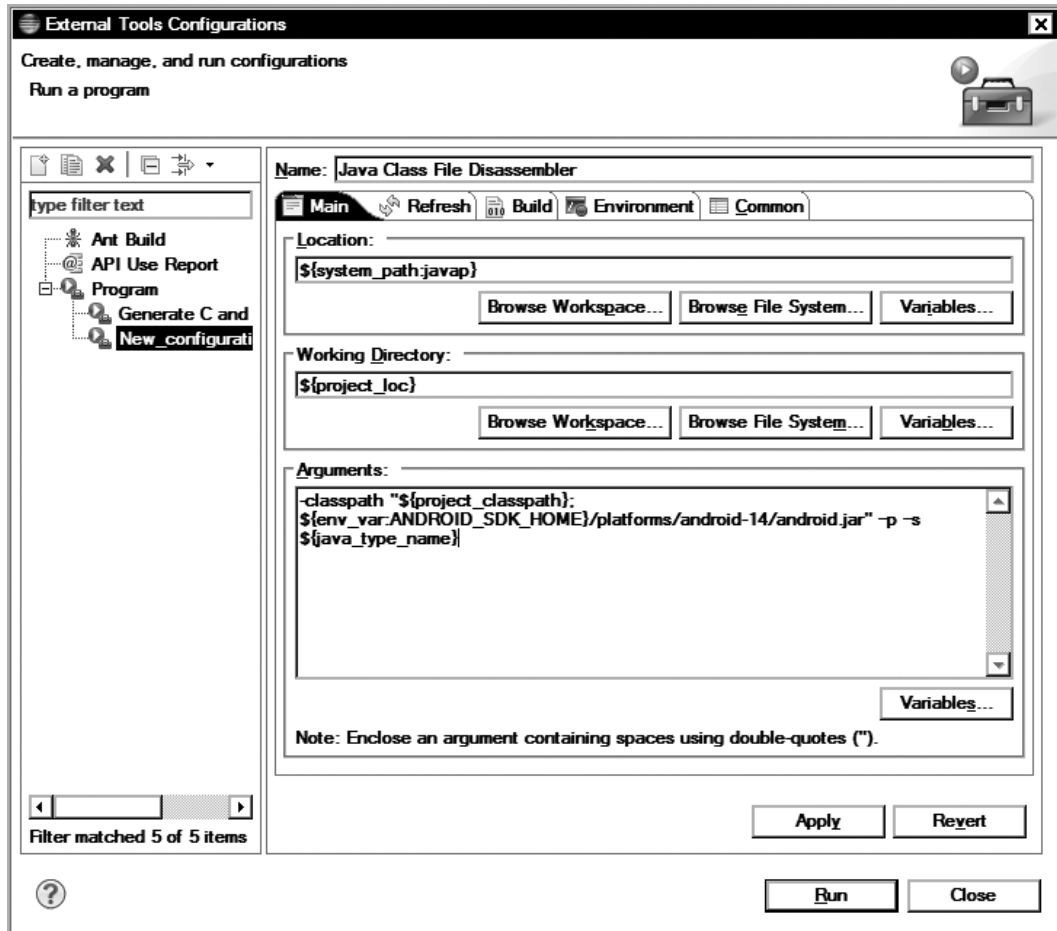 External Tools Configurations
Create, manage, and run configurations
Run a program
type filter text
Ant Build
API Use Report
Program
Generate C and
New_configurati
Filter matched 5 of 5 items
Name: Java Class File Disassembler
Main Refresh Build Environment Common
Location:
${system_path:javap}
Browse Workspace... Browse File System... Variables...
Working Directory:
${project_loc}
Browse Workspace... Browse File System... Variables...
Arguments:
-classpath "${project_classpath};
${env_var:ANDROID_SDK_HOME}/platforms/android-14/android.jar" –p –s
${java_type_name}
Variables...
Note: Enclose an argument containing spaces using double-quotes (").
Apply Revert
Run Close